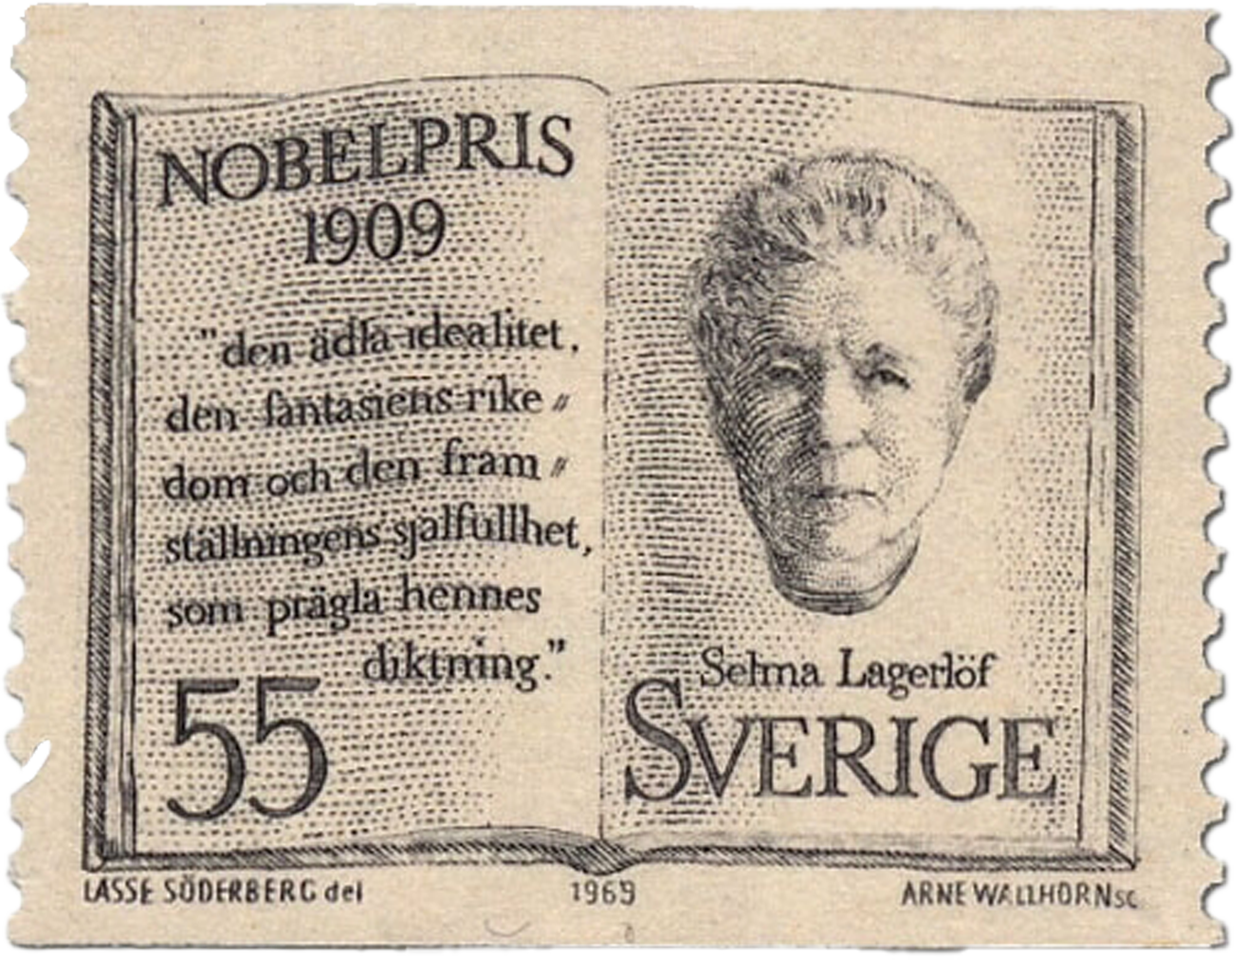 NOBELPRIS
1909
"den ädla idealitet,
den fantasiens rike〃
dom och den fram〃
ställningens själfullhet,
som prägla hennes
diktning."
55
Selma Lagerlöf
SVERIGE
LASSE SÖDERBERG del
1969
ARNE WALLHORN SC